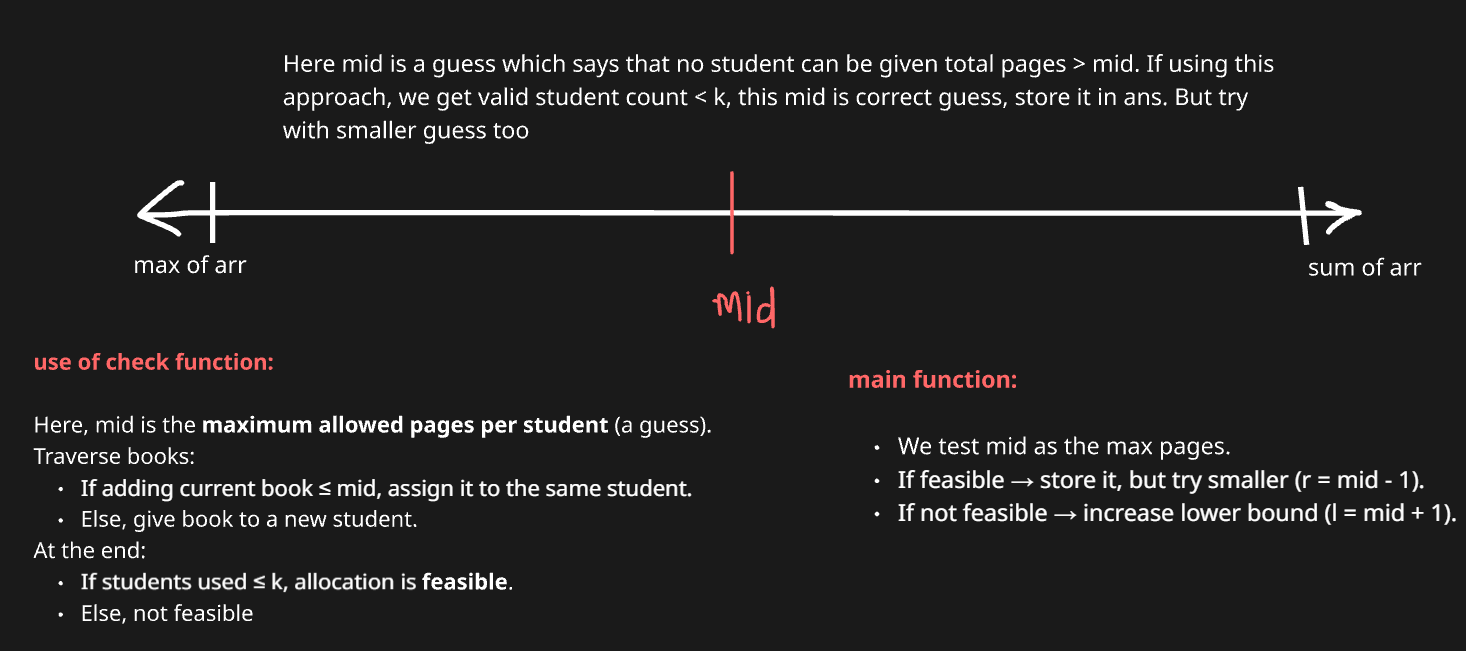 Here mid is a guess which says that no student can be given total pages > mid. If using this
approach, we get valid student count < k, this mid is correct guess, store it in ans. But try
with smaller guess too
max of arr
sum of arr
mid
use of check function:
Here, mid is the maximum allowed pages per student (a guess).
Traverse books:
• If adding current book ≤ mid, assign it to the same student.
• Else, give book to a new student.
At the end:
• If students used ≤ k, allocation is feasible.
• Else, not feasible
main function:
• We test mid as the max pages.
• If feasible → store it, but try smaller (r = mid - 1).
• If not feasible → increase lower bound (l = mid + 1).